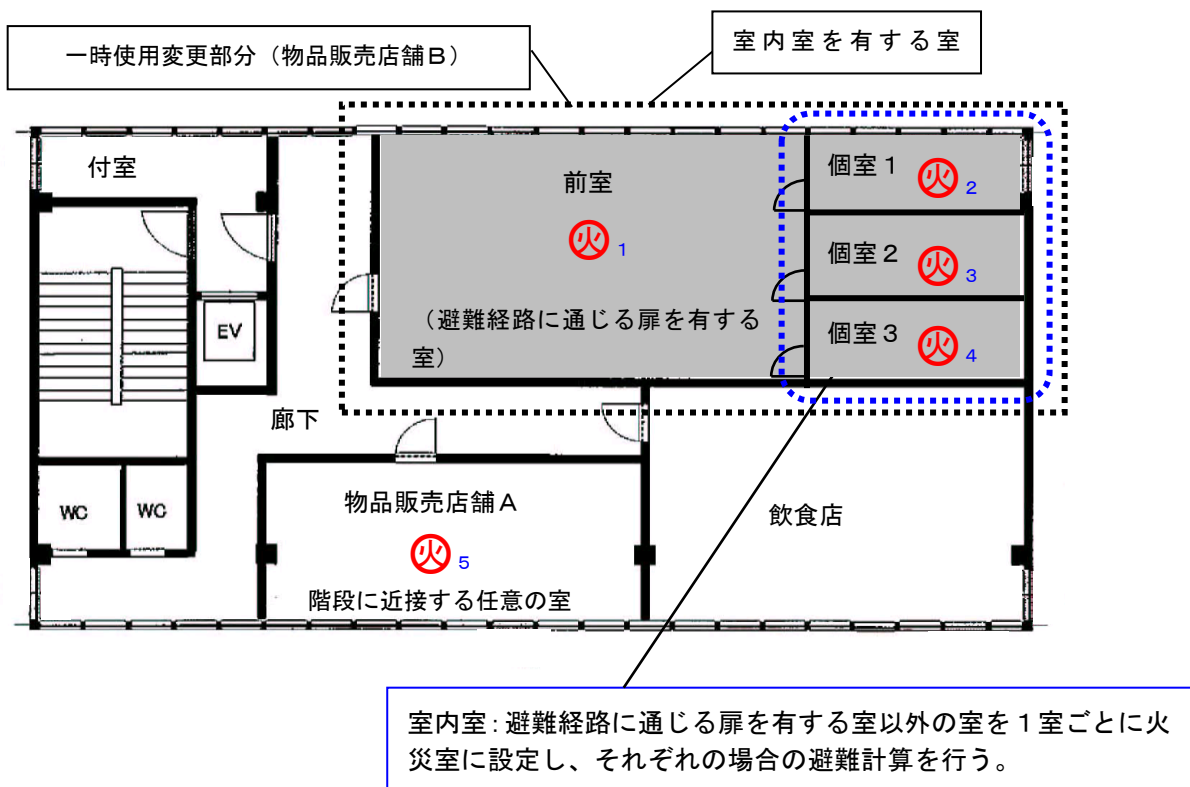 一時使用変更部分（物品販売店舗Ｂ）
室内室を有する室
付室
前室
火 1
（避難経路に通じる扉を有する
室）
個室１
火 2
個室２
火 3
個室３
火 4
EV
廊下
WC
WC
物品販売店舗Ａ
火 5
階段に近接する任意の室
飲食店
室内室：避難経路に通じる扉を有する室以外の室を１室ごとに火
災室に設定し、それぞれの場合の避難計算を行う。